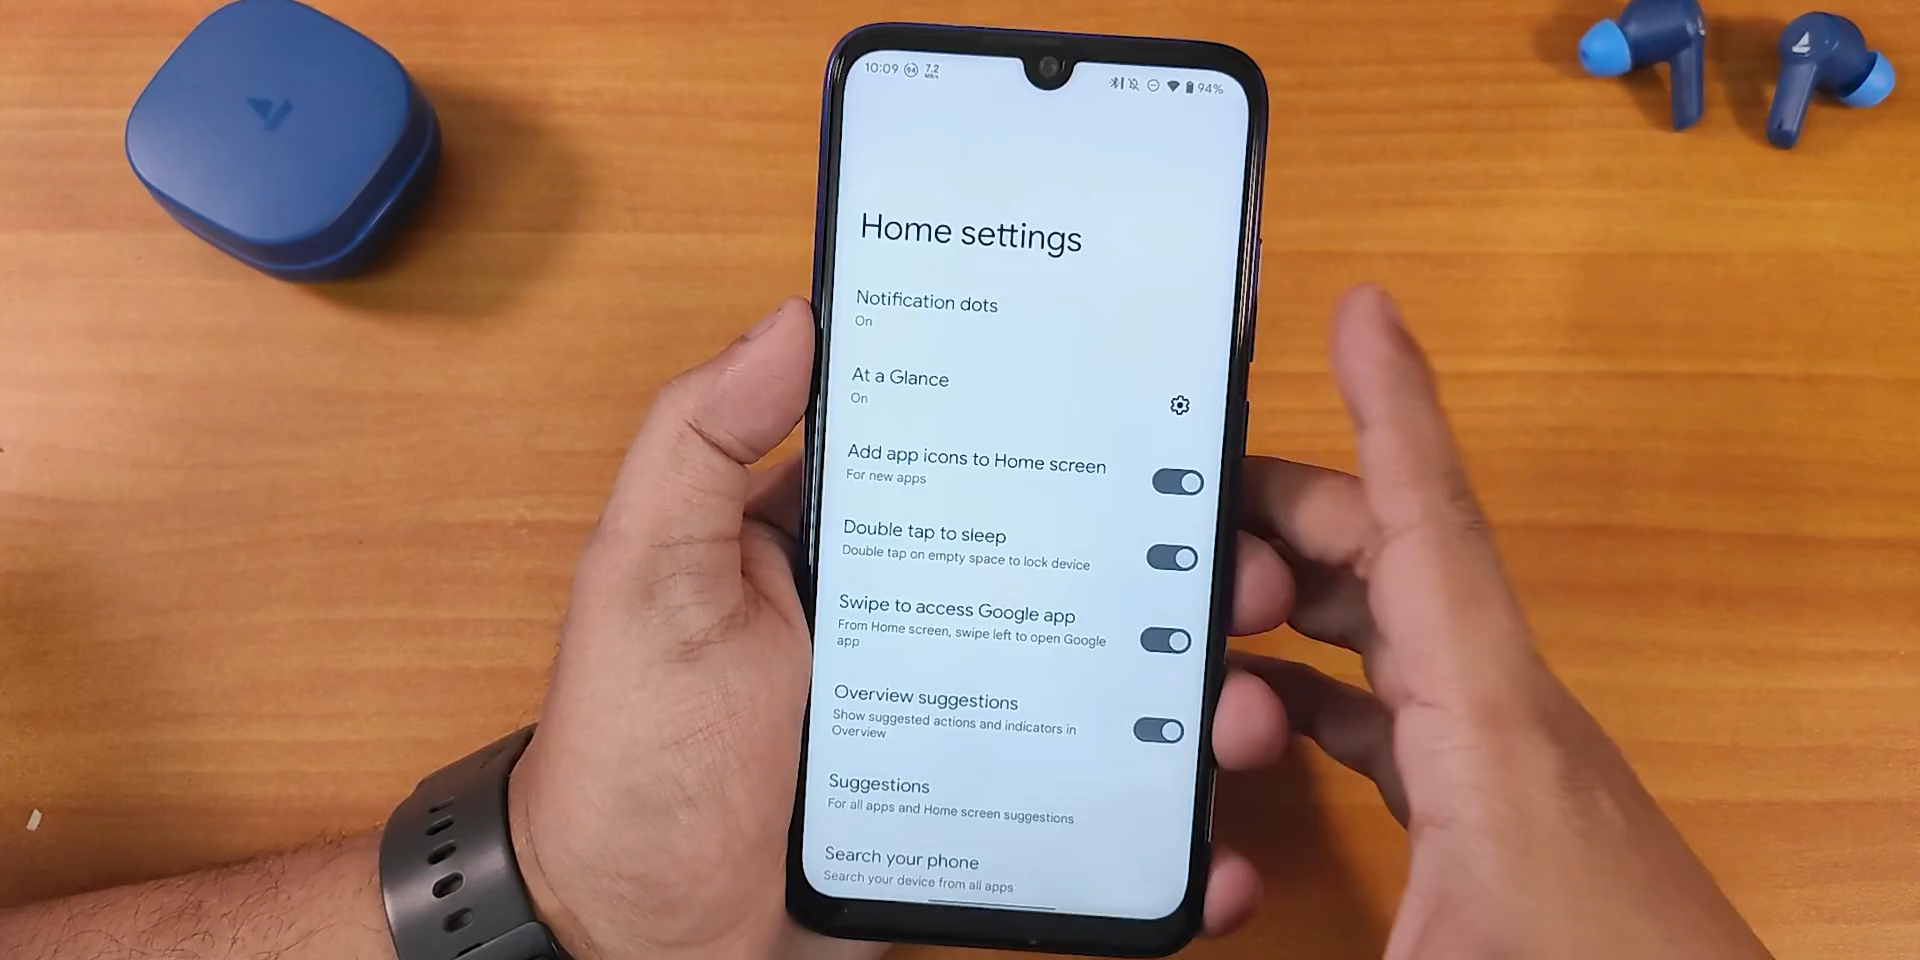 10:09 94 7.2
94%
Home settings
Notification dots
On
At a Glance
On
Add app icons to Home screen
For new apps
Double tap to sleep
Double tap on empty space to lock device
Swipe to access Google app
From Home screen, swipe left to open Google
app
Overview suggestions
Show suggested actions and indicators in
Overview
Suggestions
For all apps and Home screen suggestions
Search your phone
Search your device from all apps